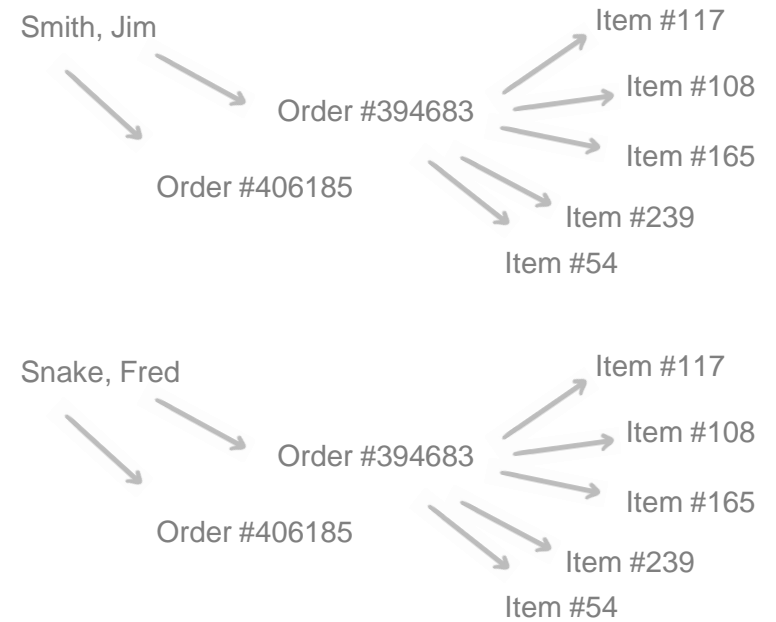 Smith, Jim
Item #117
Item #108
Order #394683
Item #165
Order #406185
Item #239
Item #54
Snake, Fred
Item #117
Item #108
Order #394683
Item #165
Order #406185
Item #239
Item #54